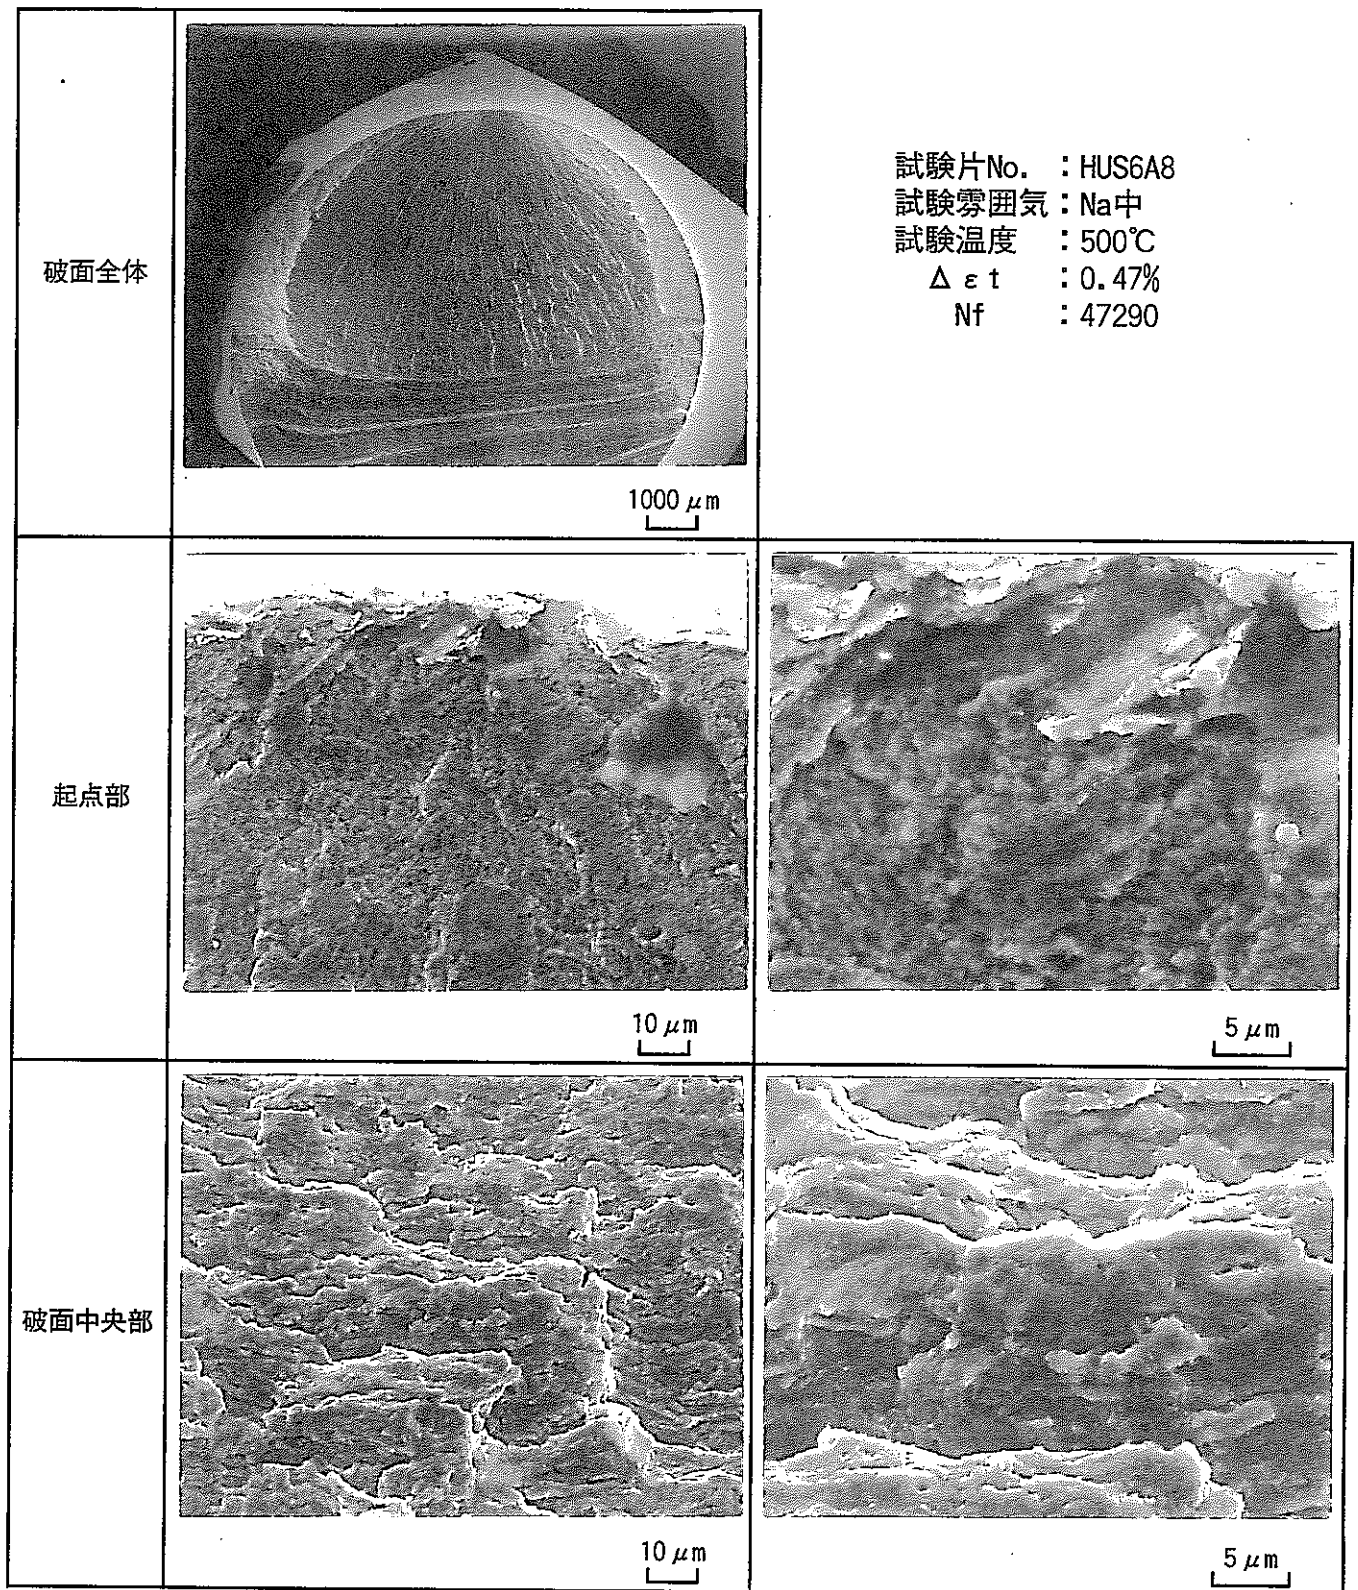 破面全体
試験片No. :HUS6A8
試験雰囲気:Na中
試験温度 :500℃
Δεt :0.47%
Nf :47290
1000 μm
起点部
10 μm
5 μm
破面中央部
10 μm
5 μm